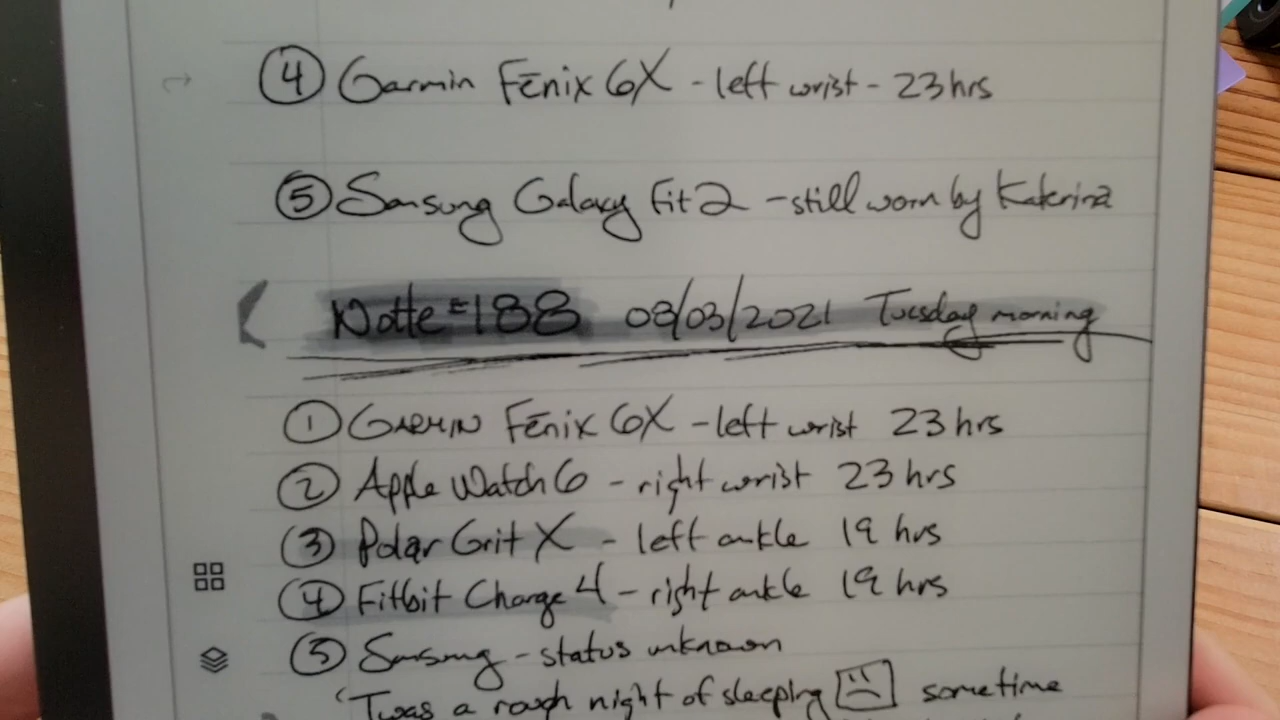 ④ Garmin Fēnix 6X - left wrist - 23 hrs
⑤ Samsung Galaxy Fit 2 - still worn by Katerina
Notte #188 03/03/2021 Tuesday morning
① GARMIN Fēnix 6X - left wrist 23 hrs
② Apple Watch 6 - right wrist 23 hrs
③ Polar Grit X - left ankle 19 hrs
④ Fitbit Charge 4 - right ankle 19 hrs
⑤ Samsung - status unknown
'Twas a rough night of sleeping sometime